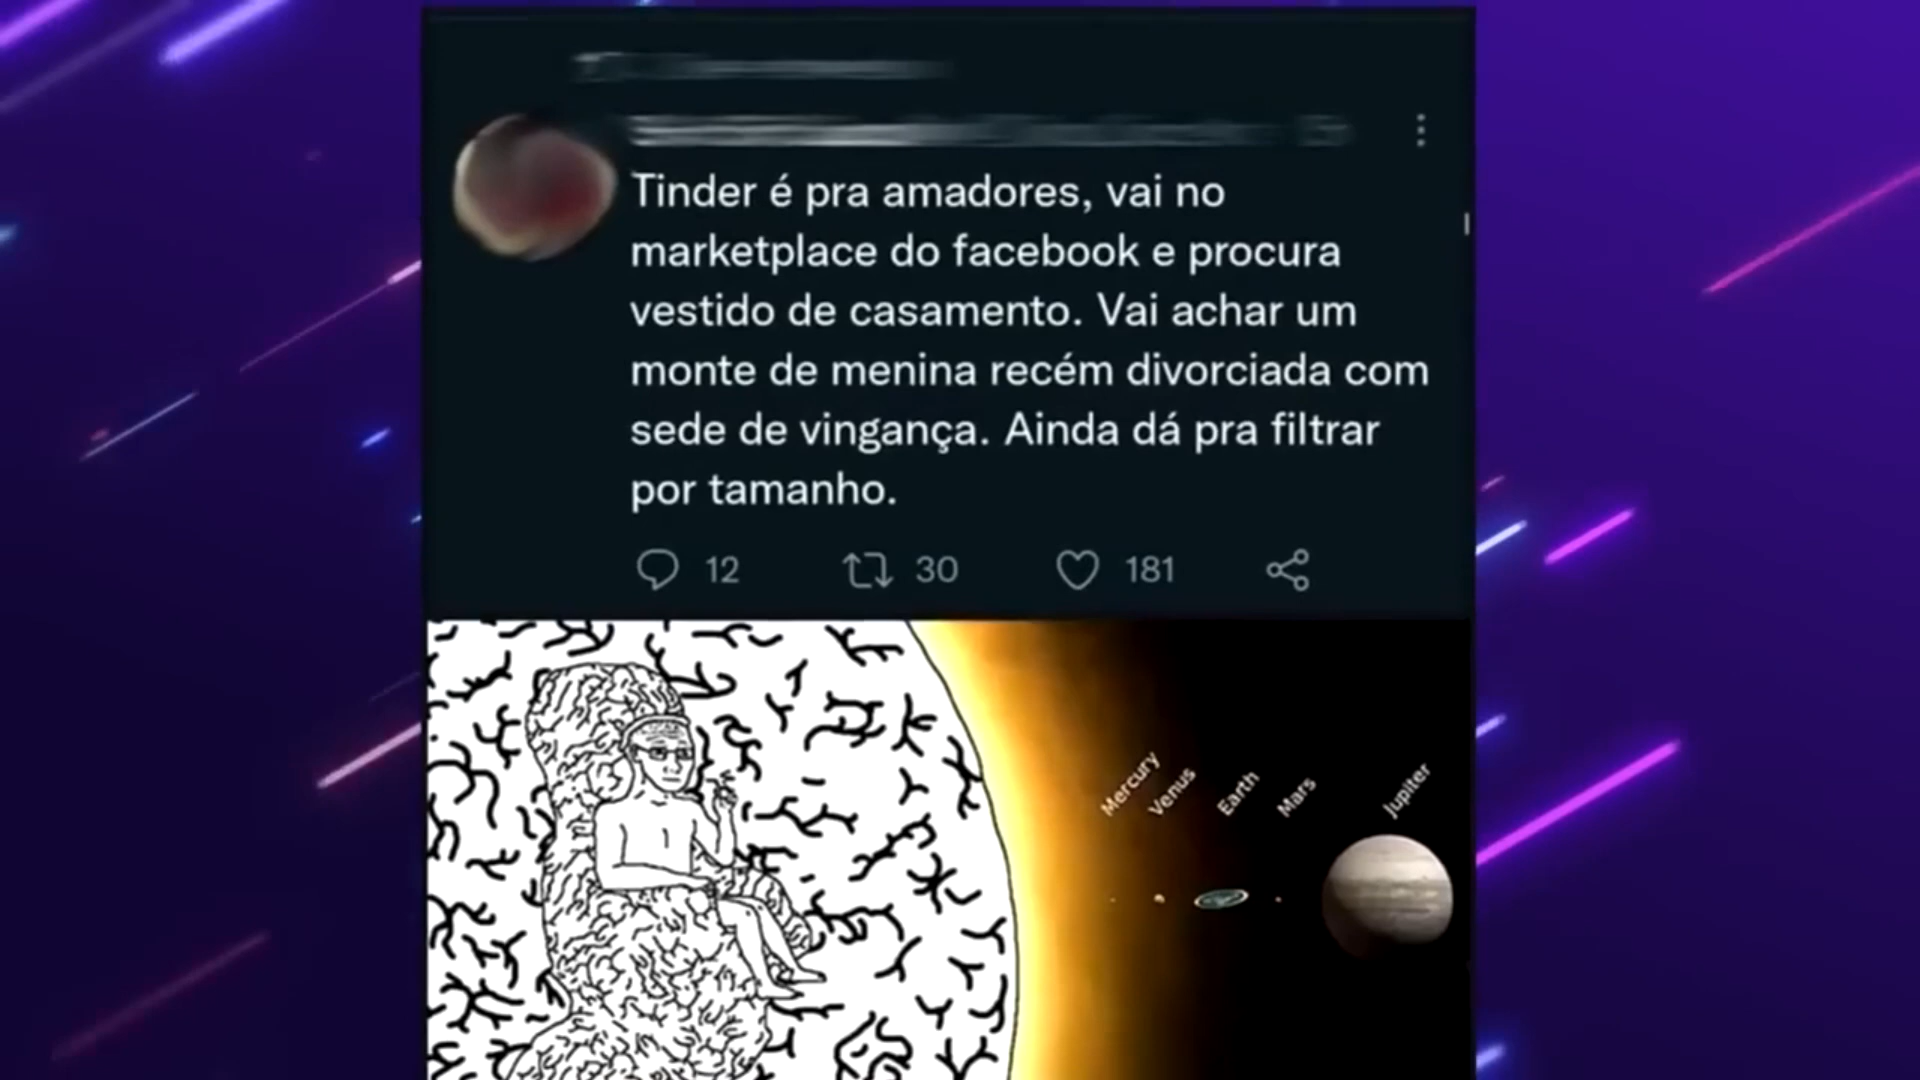 Tinder é pra amadores, vai no
marketplace do facebook e procura
vestido de casamento. Vai achar um
monte de menina recém divorciada com
sede de vingança. Ainda dá pra filtrar
por tamanho.
12 30 181
Mercury Venus Earth Mars Jupiter